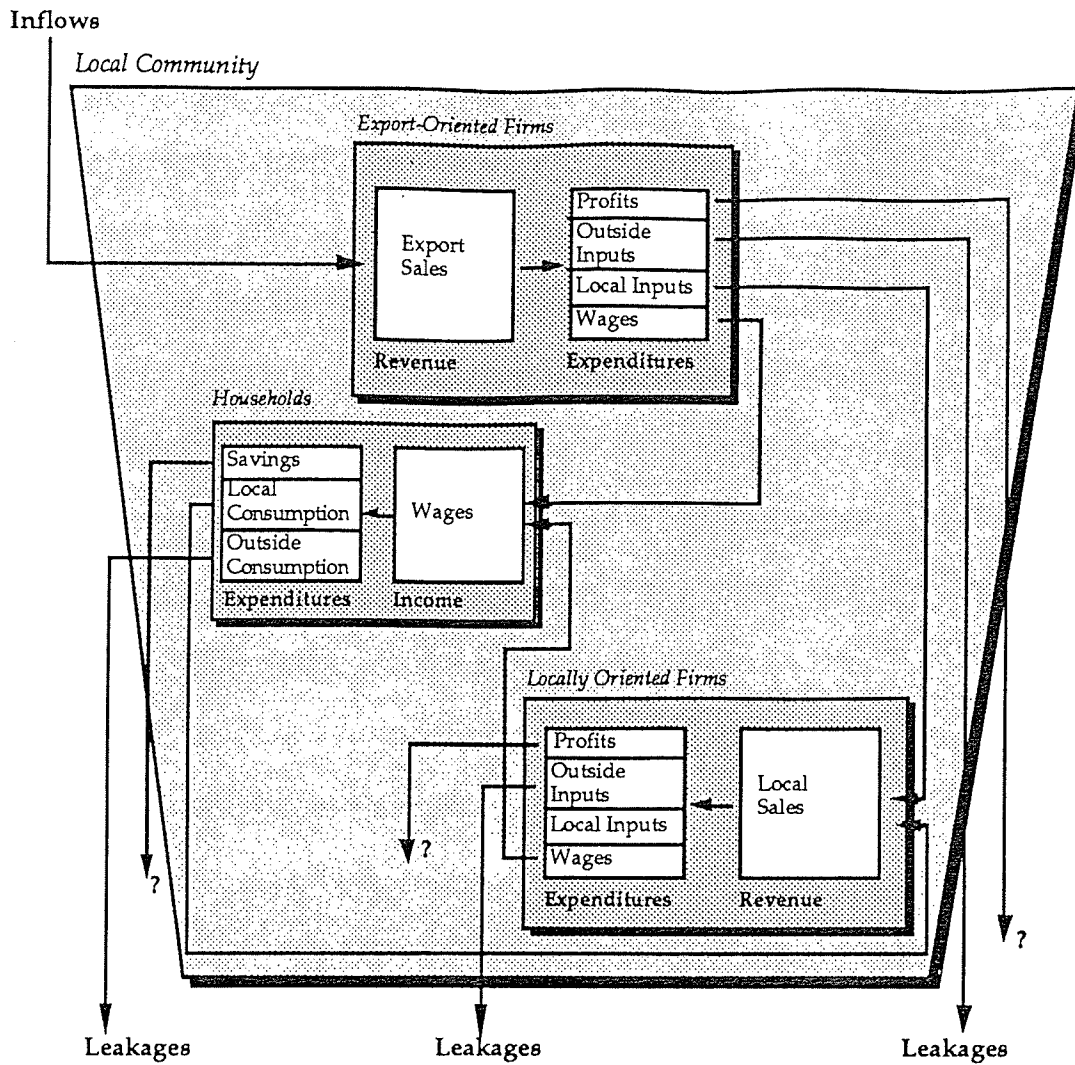 Inflows
Local Community
Export-Oriented Firms
Export
Sales
Revenue
Profits
Outside
Inputs
Local Inputs
Wages
Expenditures
Households
Savings
Local
Consumption
Outside
Consumption
Expenditures
Wages
Income
Locally Oriented Firms
Profits
Outside
Inputs
Local Inputs
Wages
Expenditures
Local
Sales
Revenue
?
?
?
Leakages
Leakages
Leakages